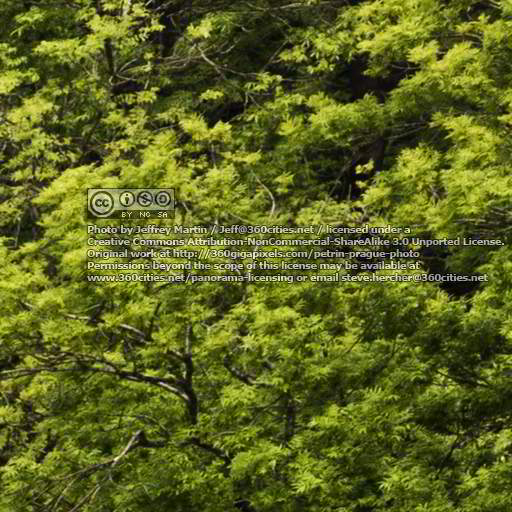 cc BY NC SA
Photo by Jeffrey Martin / Jeff@360cities.net / licensed under a
Creative Commons Attribution-NonCommercial-ShareAlike 3.0 Unported License.
Original work at http://360gigapixels.com/petrin-prague-photo
Permissions beyond the scope of this license may be available at
www.360cities.net/panorama-licensing or email steve.hercher@360cities.net